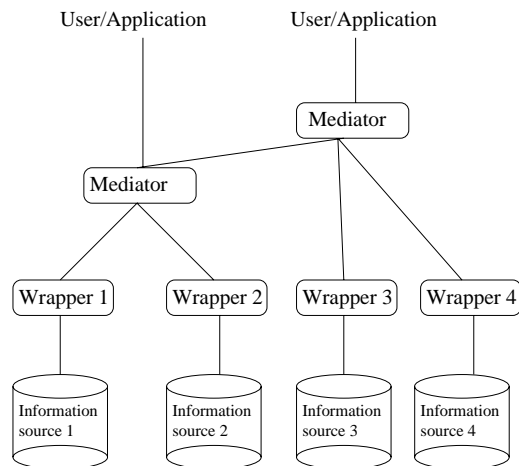 User/Application
User/Application
Mediator
Mediator
Wrapper 1
Wrapper 2
Wrapper 3
Wrapper 4
Information
source 1
Information
source 2
Information
source 3
Information
source 4